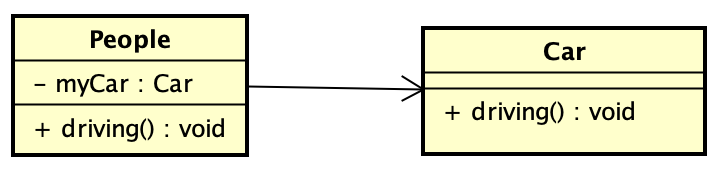 People
- myCar : Car
+ driving() : void
Car
+ driving() : void